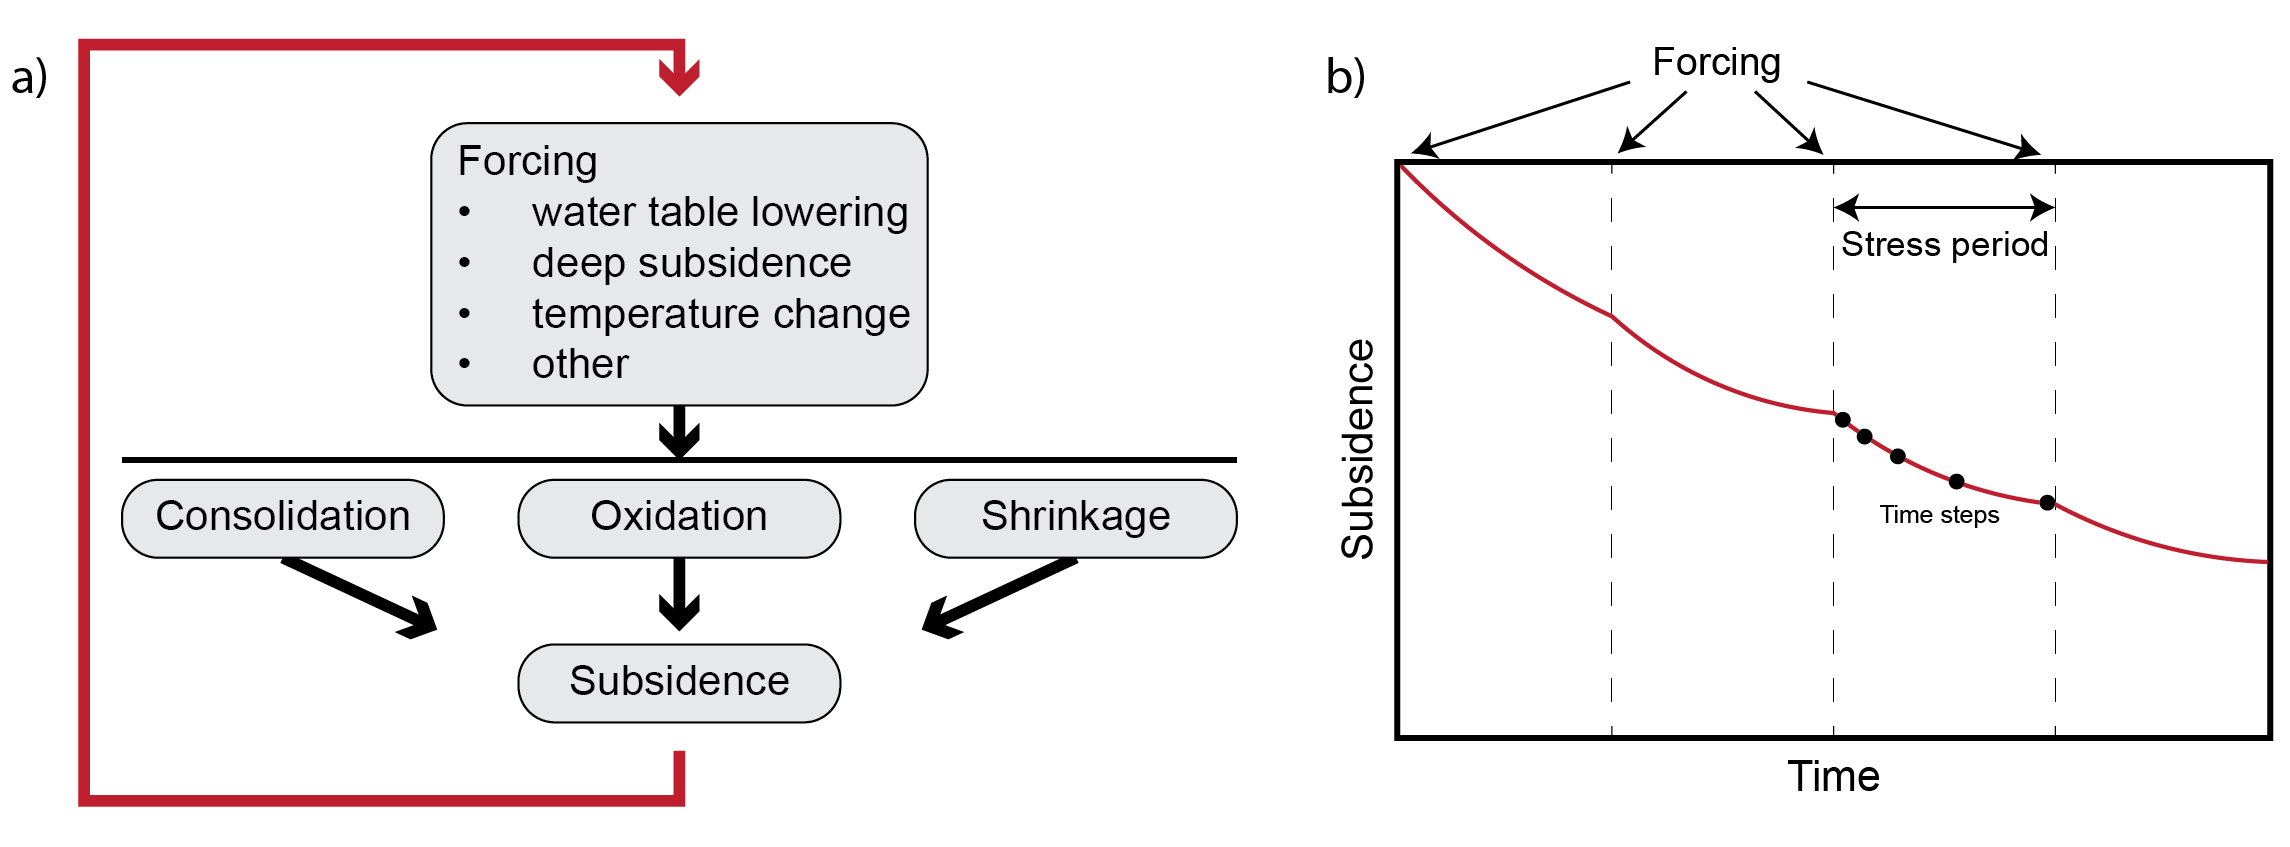 a)
Forcing
• water table lowering
• deep subsidence
• temperature change
• other
Consolidation
Oxidation
Shrinkage
Subsidence
b)
Forcing
Stress period
Time steps
Subsidence
Time